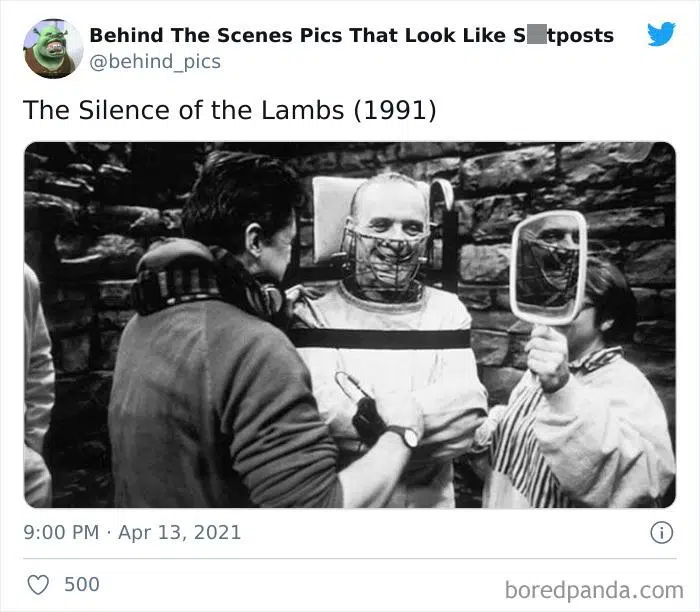 Behind The Scenes Pics That Look Like S tposts
@behind_pics
The Silence of the Lambs (1991)
9:00 PM · Apr 13, 2021
500
boredpanda.com